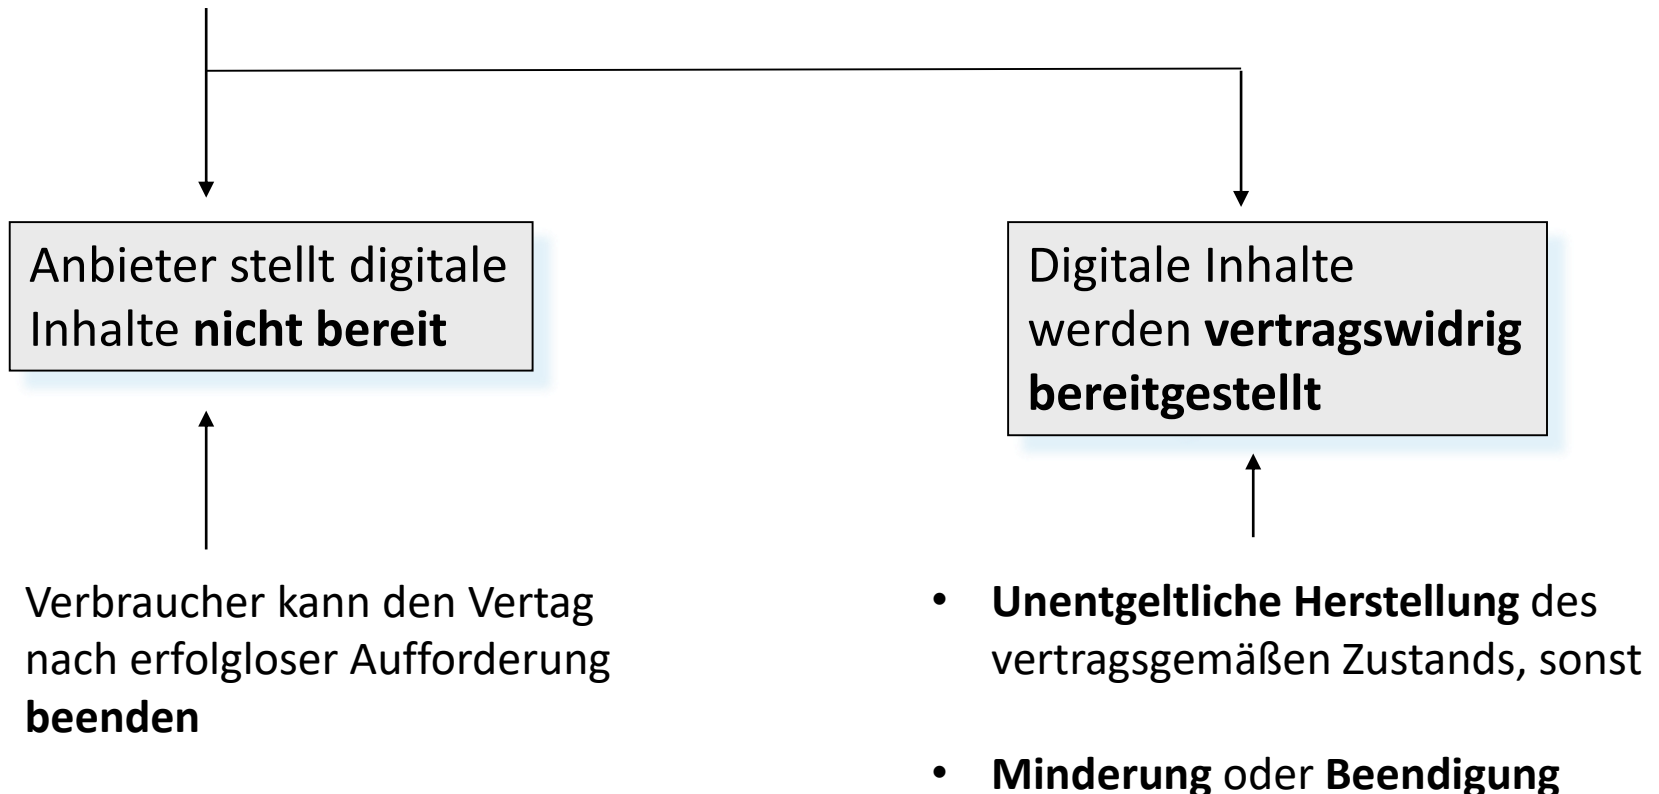 Anbieter stellt digitale
Inhalte nicht bereit
Digitale Inhalte
werden vertragswidrig
bereitgestellt
Verbraucher kann den Vertag
nach erfolgloser Aufforderung
beenden
• Unentgeltliche Herstellung des
vertragsgemäßen Zustands, sonst
• Minderung oder Beendigung